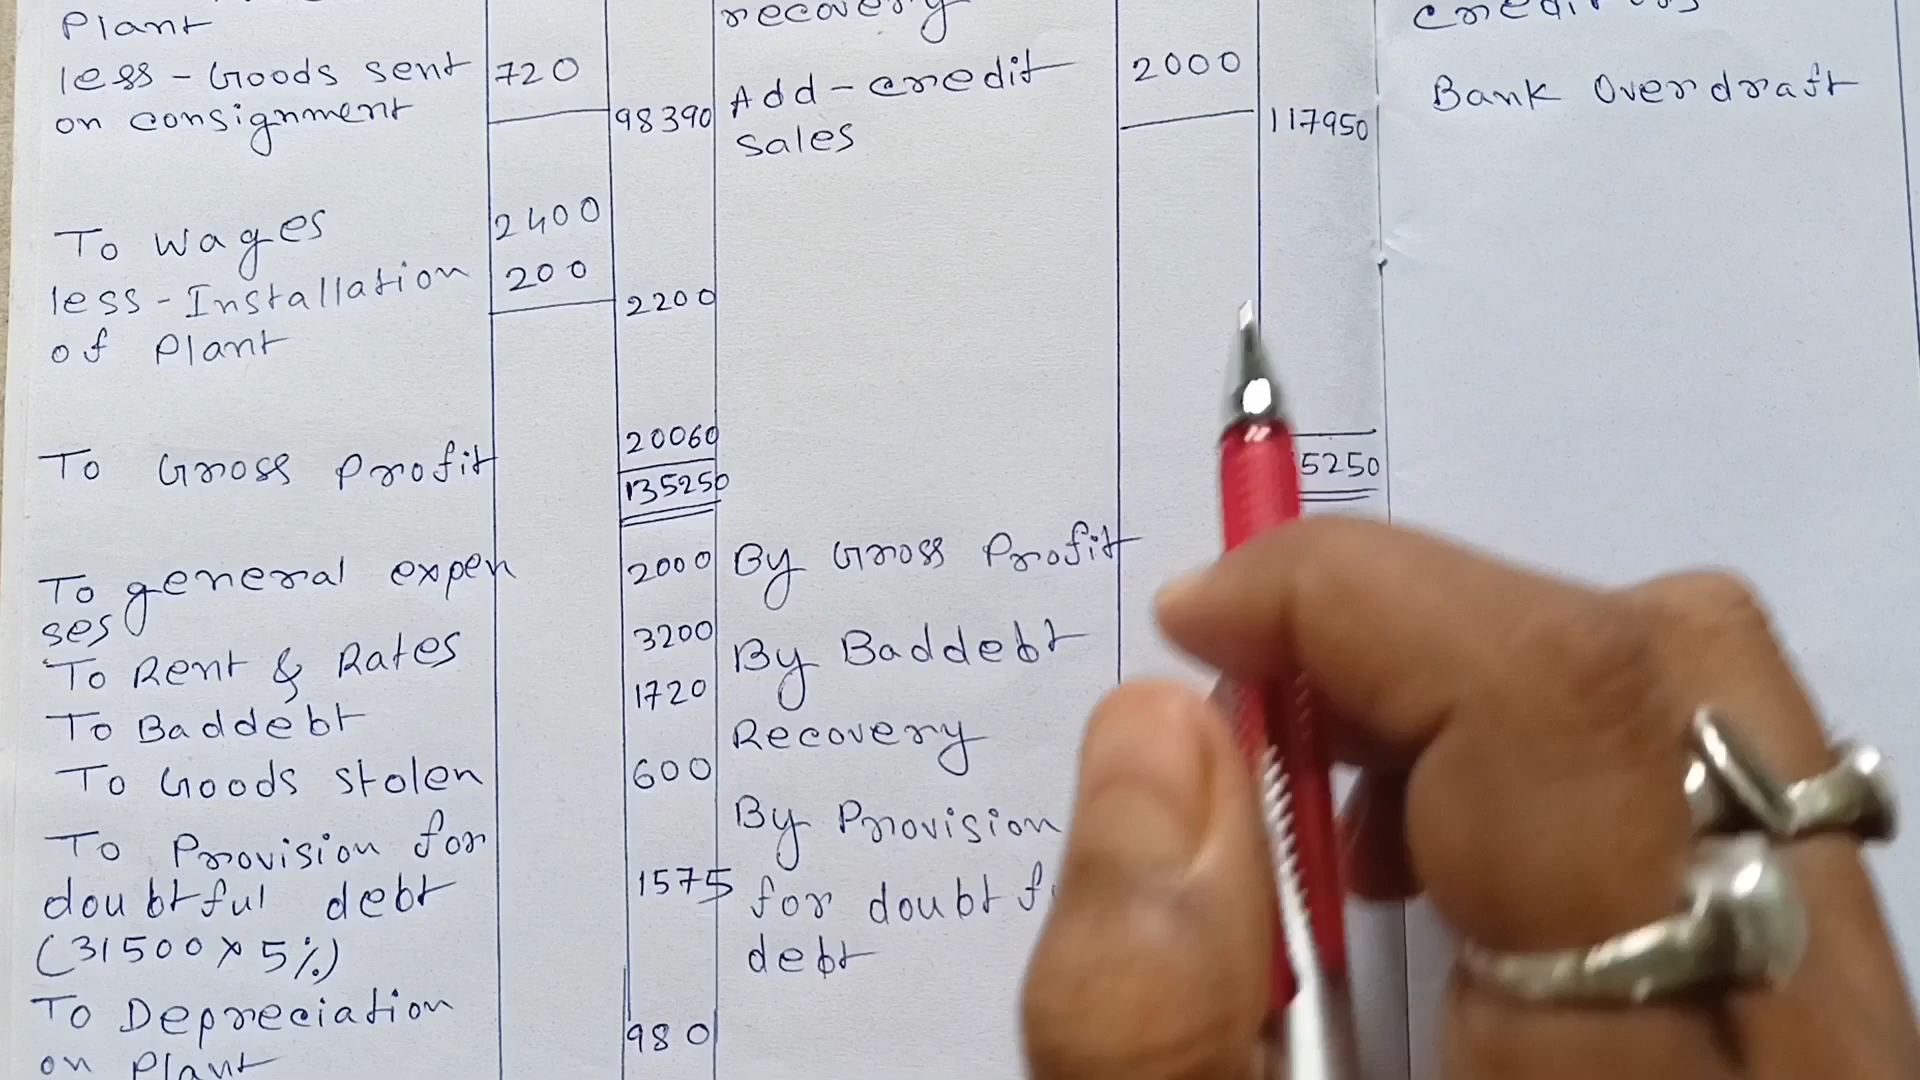 Plant
less - Goods sent 720
on consignment 98390
To wages 2400
less - Installation 200
of Plant 2200
To Gross Profit 20060
135250
To general expen 2000
ses
To Rent & Rates 3200
To Baddebt 1720
To Goods stolen 600
To Provision for
doubtful debt 1575
(31500 × 5%)
To Depreciation
on Plant 980
recovery
Add - credit 2000
sales 117950
5250
By Gross Profit
By Baddebt
Recovery
By Provision
for
debt
Bank Overdraft